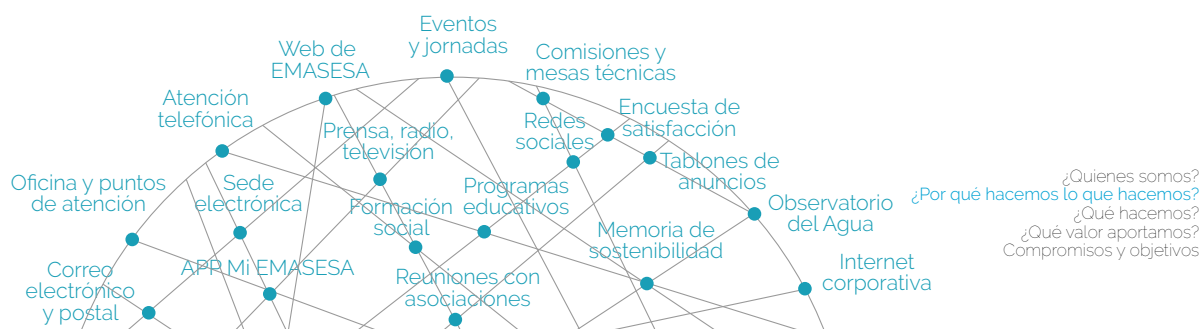 Eventos
y jornadas
Web de
EMASESA
Comisiones y
mesas técnicas
Atención
telefónica
Encuesta de
satisfacción
Prensa, radio,
televisión
Redes
sociales
Tablones de
anuncios
Oficina y puntos
de atención
Sede
electrónica
Programas
educativos
Formación
social
Observatorio
del Agua
Memoria de
sostenibilidad
Correo
electrónico
y postal
APP Mi EMASESA
Reuniones con
asociaciones
Internet
corporativa
¿Quienes somos?
¿Por qué hacemos lo que hacemos?
¿Qué hacemos?
¿Qué valor aportamos?
Compromisos y objetivos